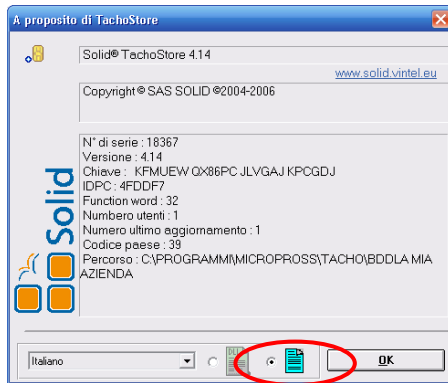 A proposito di TachoStore
Solid® TachoStore 4.14
www.solid.vintel.eu
Copyright © SAS SOLID ©2004-2006
N° di serie : 18367
Versione : 4.14
Chiave : KFMUEW QX86PC JLVGAJ KPCGDJ
IDPC : 4FDDF7
Function word : 32
Numbero utenti : 1
Numero ultimo aggiornamento : 1
Codice paese : 39
Percorso : C:\PROGRAMMI\MICROPROSS\TACHO\BDDLA MIA
AZIENDA
Solid
Italiano
DLL
OK